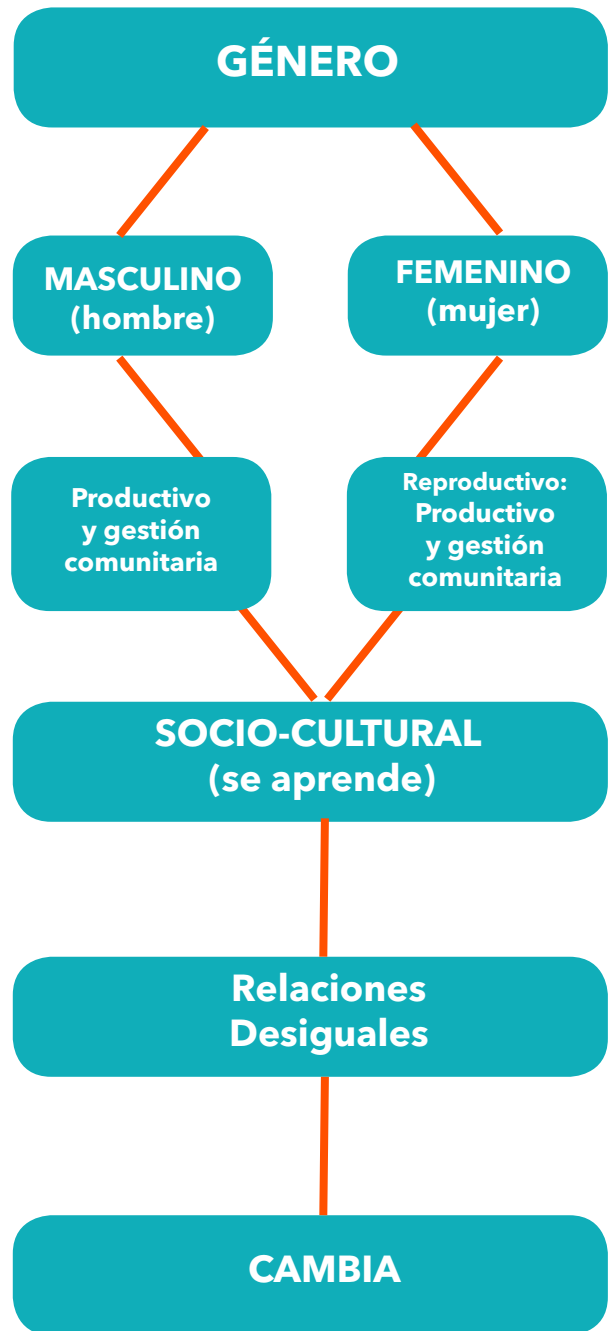 GÉNERO
MASCULINO
(hombre)
FEMENINO
(mujer)
Productivo
y gestión
comunitaria
Reproductivo:
Productivo
y gestión
comunitaria
SOCIO-CULTURAL
(se aprende)
Relaciones
Desiguales
CAMBIA